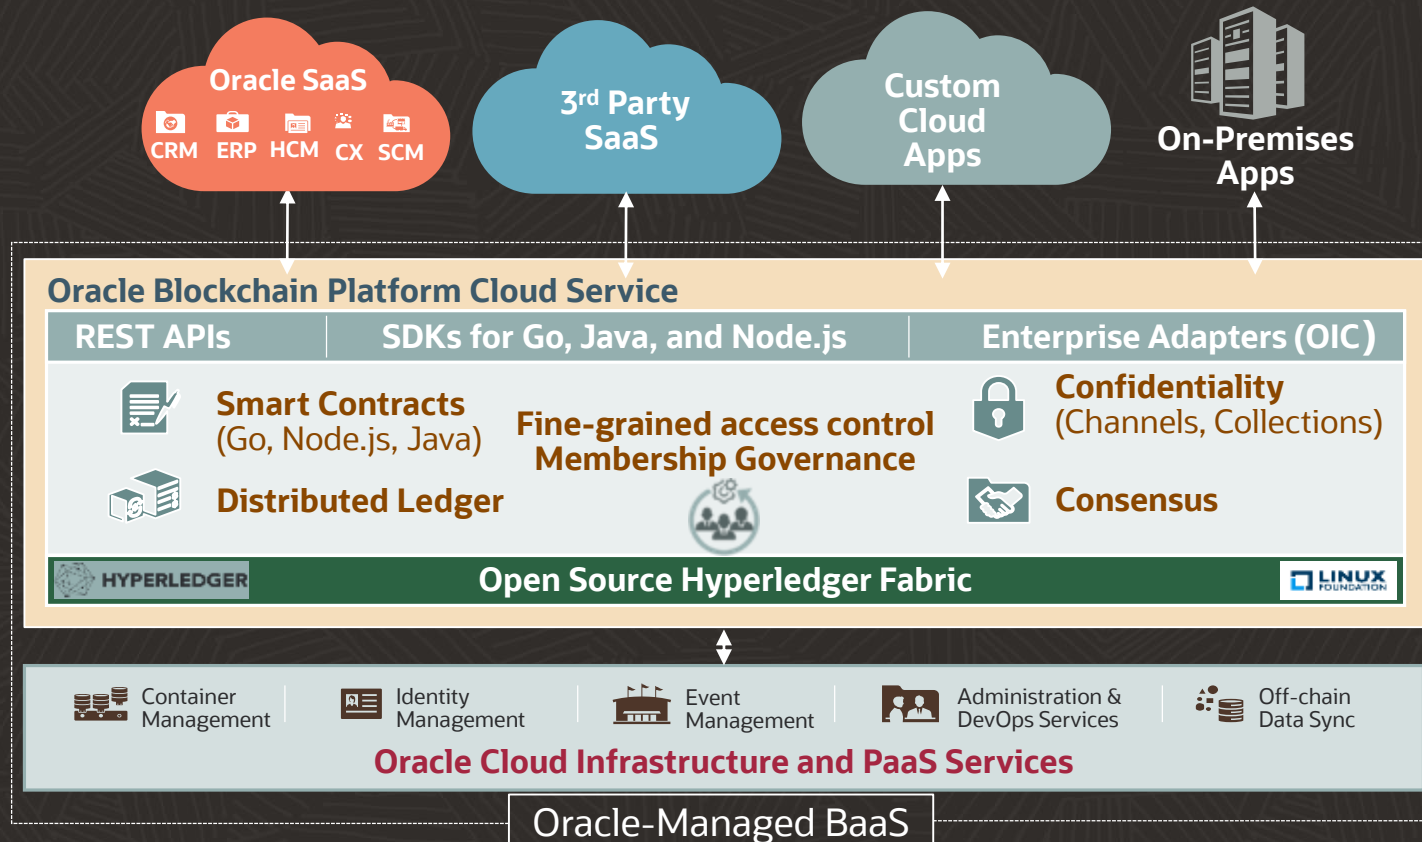 Oracle SaaS
CRM ERP HCM CX SCM
3rd Party
SaaS
Custom
Cloud
Apps
On-Premises
Apps
Oracle Blockchain Platform Cloud Service
REST APIs
SDKs for Go, Java, and Node.js
Enterprise Adapters (OIC)
Smart Contracts
(Go, Node.js, Java)
Distributed Ledger
Fine-grained access control
Membership Governance
Confidentiality
(Channels, Collections)
Consensus
HYPERLEDGER
Open Source Hyperledger Fabric
LINUX
FOUNDATION
Container
Management
Identity
Management
Event
Management
Administration &
DevOps Services
Off-chain
Data Sync
Oracle Cloud Infrastructure and PaaS Services
Oracle-Managed BaaS